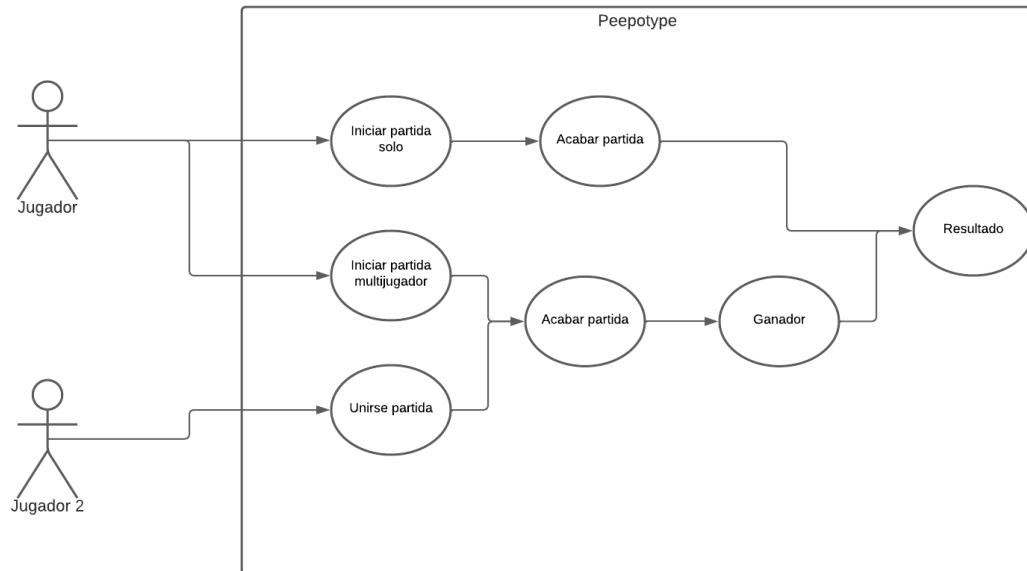 Peepotype
Jugador
Iniciar partida
solo
Acabar partida
Resultado
Iniciar partida
multijugador
Acabar partida
Ganador
Unirse partida
Jugador 2